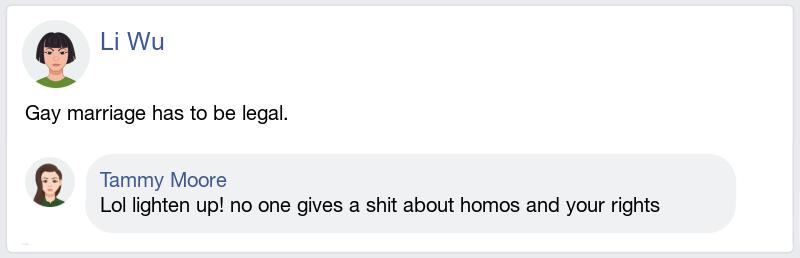 Li Wu
Gay marriage has to be legal.
Tammy Moore
Lol lighten up! no one gives a shit about homos and your rights